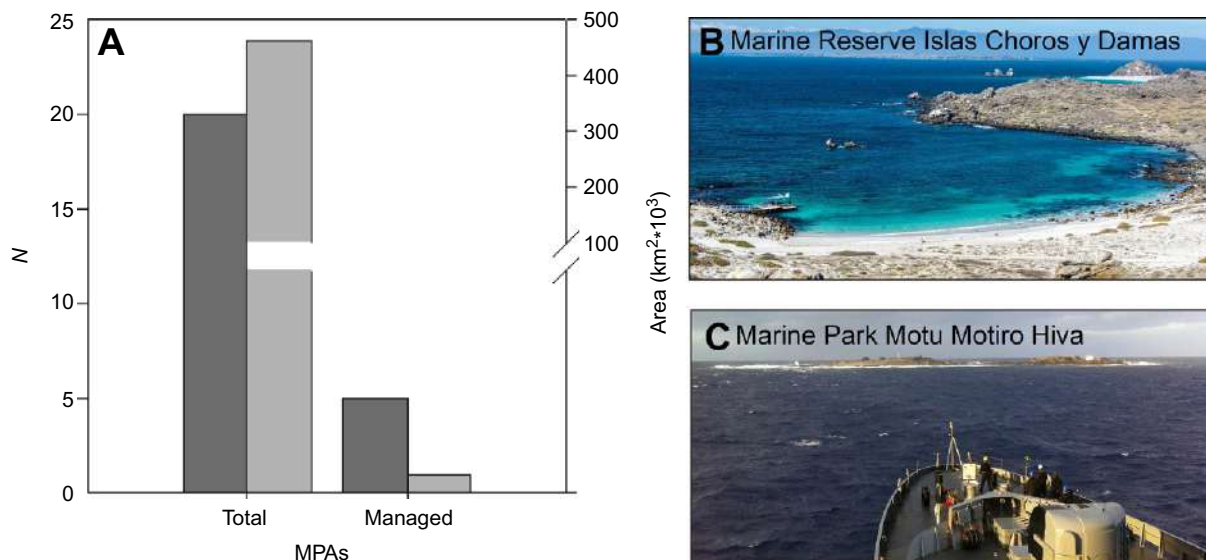 A
25
20
15
10
5
0
N
500
400
300
200
100
0
Area (km²*10³)
Total
Managed
MPAs
B Marine Reserve Islas Choros y Damas
C Marine Park Motu Motiro Hiva